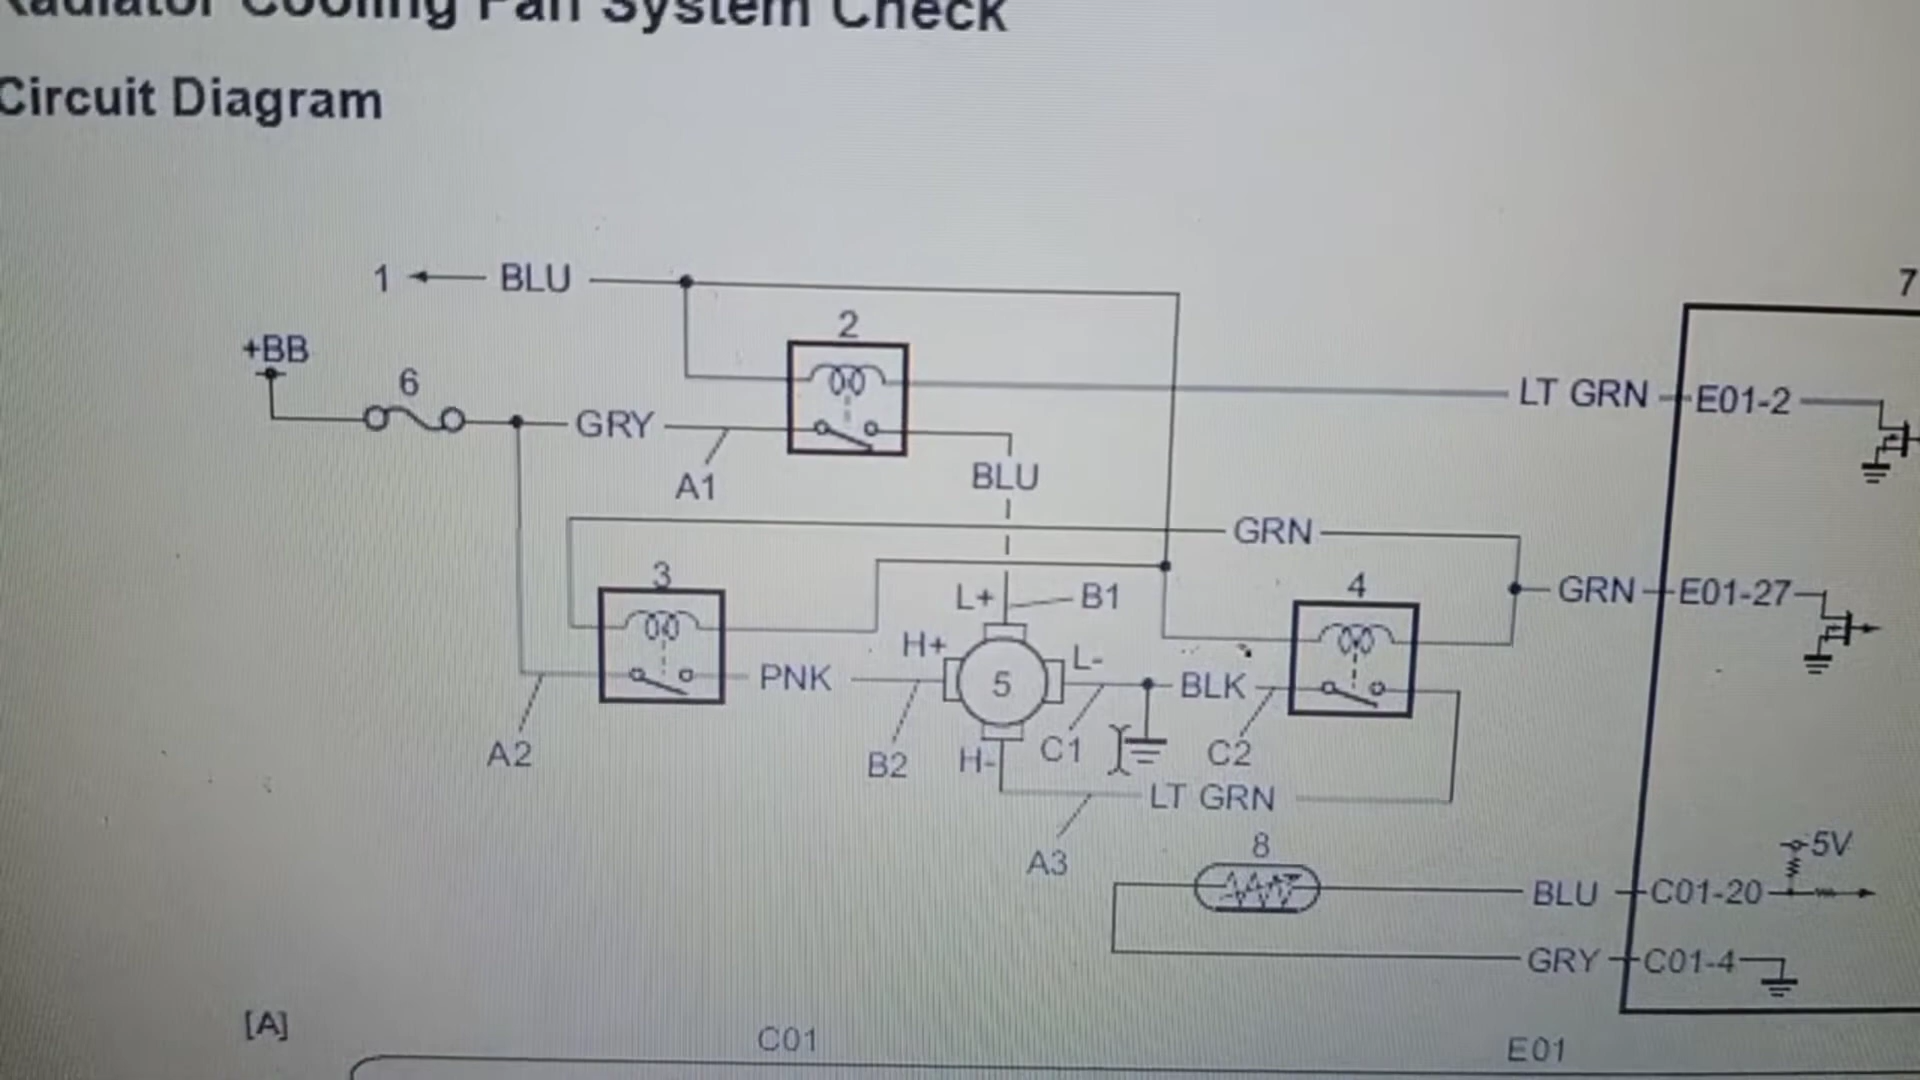 Radiator Cooling Fan System Check
Circuit Diagram
1
BLU
7
2
+BB
6
GRY
LT GRN
E01-2
A1
BLU
GRN
3
4
GRN
E01-27
L+
B1
H+
L-
PNK
5
BLK
A2
B2
H-
C1
C2
LT GRN
A3
8
5V
BLU
C01-20
GRY
C01-4
[A]
C01
E01